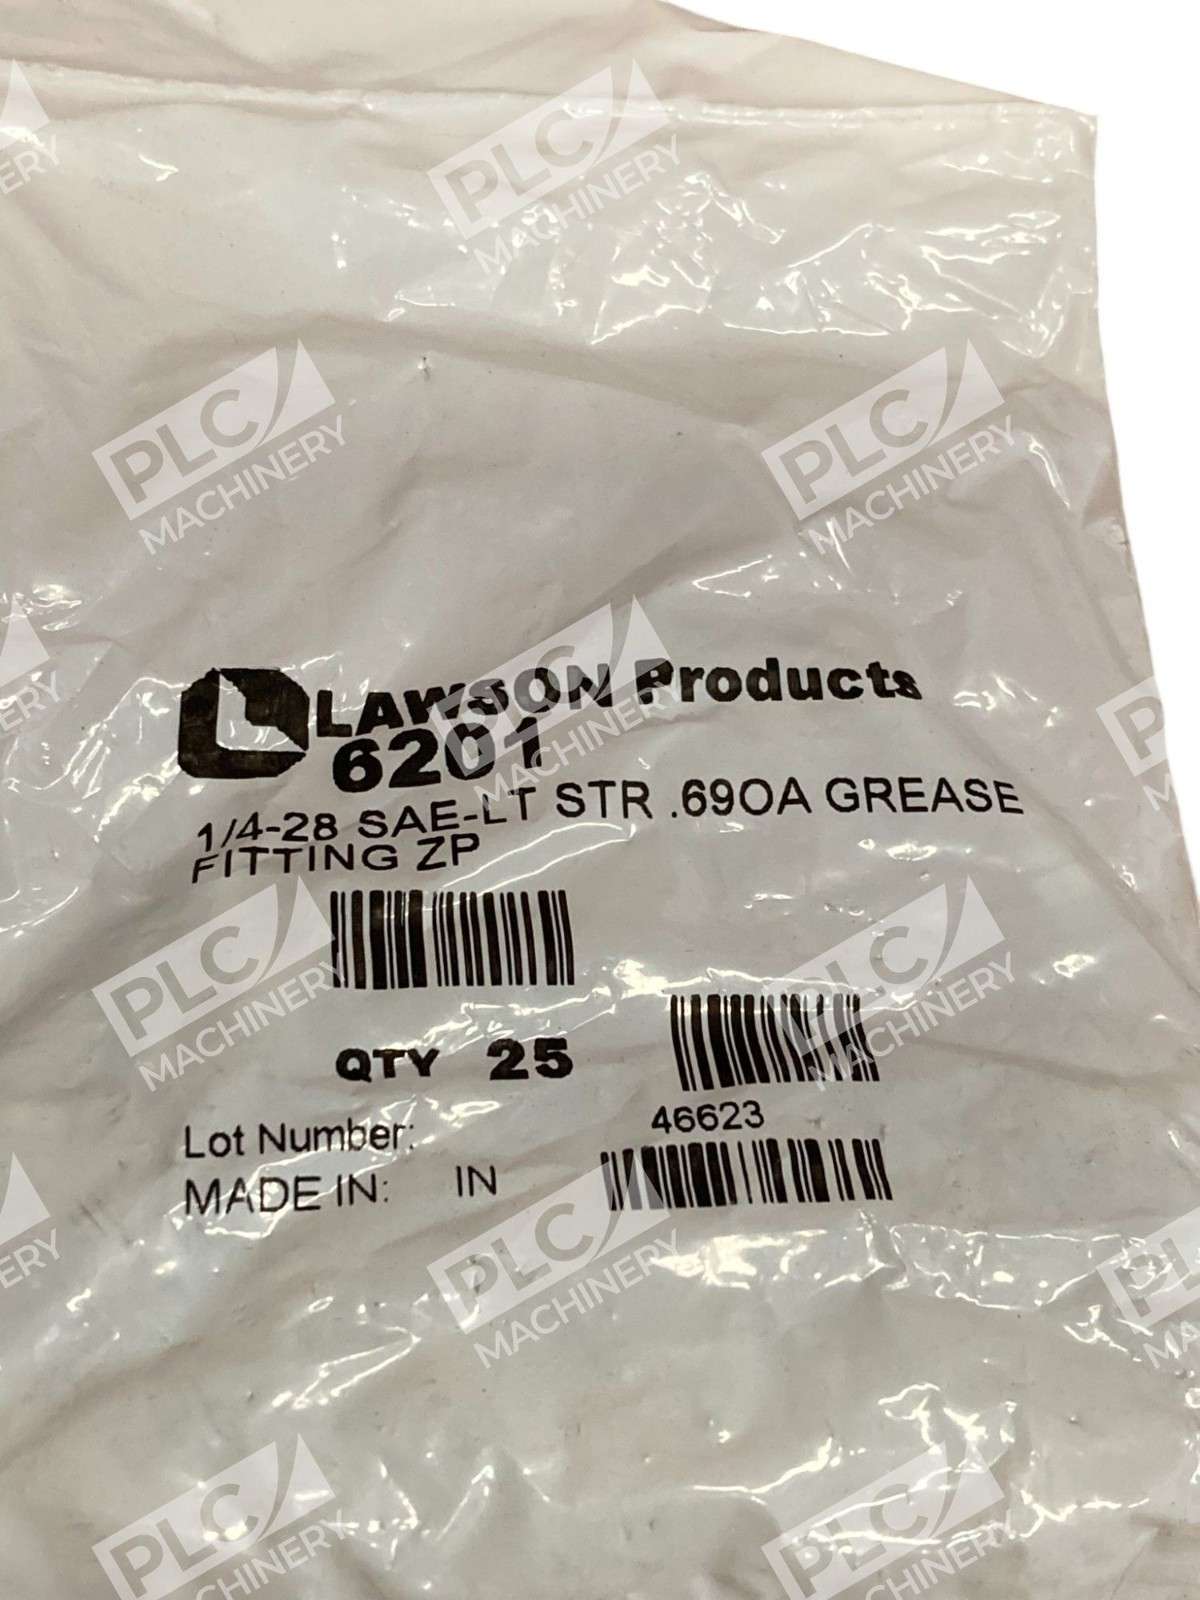 LAWSON Products
6201
1/4-28 SAE-LT STR .69OA GREASE
FITTING ZP
QTY 25
46623
Lot Number:
MADE IN: IN
PLC
MACHINERY